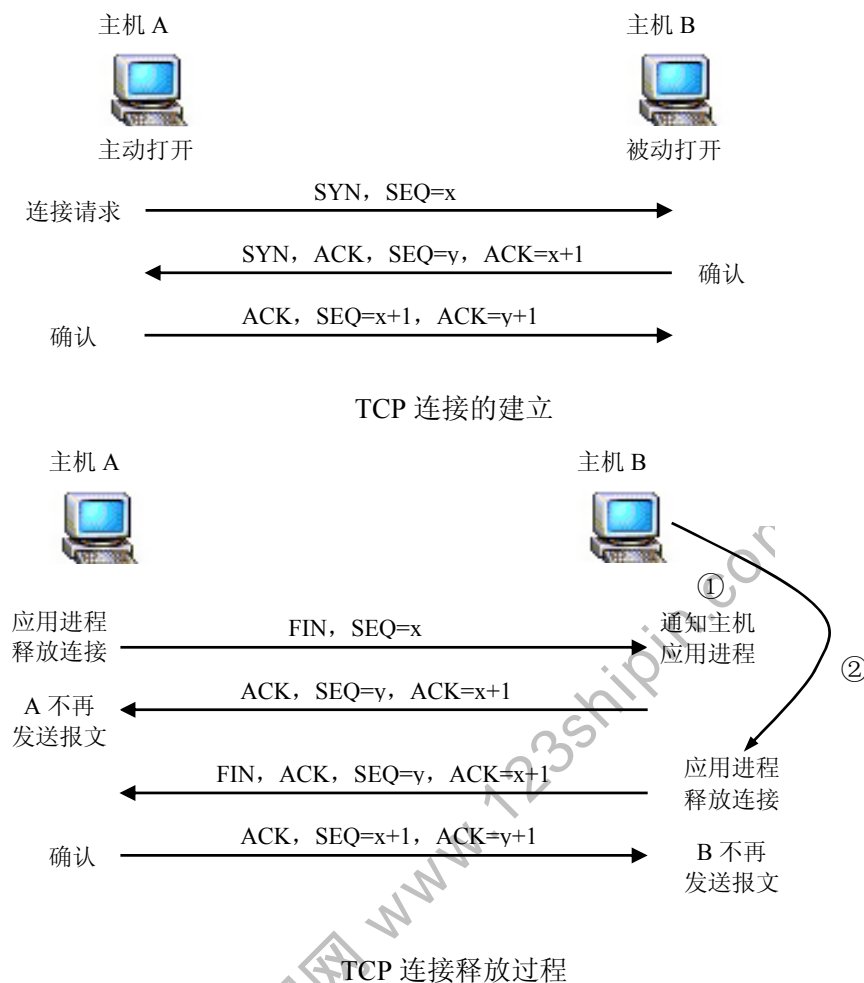 主机 A 主机 B
主动打开 被动打开
SYN，SEQ=x
连接请求
SYN，ACK，SEQ=y，ACK=x+1
确认
ACK，SEQ=x+1，ACK=y+1
确认
TCP 连接的建立
主机 A 主机 B
①
应用进程
释放连接
FIN，SEQ=x
通知主机
应用进程
②
ACK，SEQ=y，ACK=x+1
A 不再
发送报文
FIN，ACK，SEQ=y，ACK=x+1
应用进程
释放连接
ACK，SEQ=x+1，ACK=y+1
确认
B 不再
发送报文
TCP 连接释放过程
网 www.123shipin.com